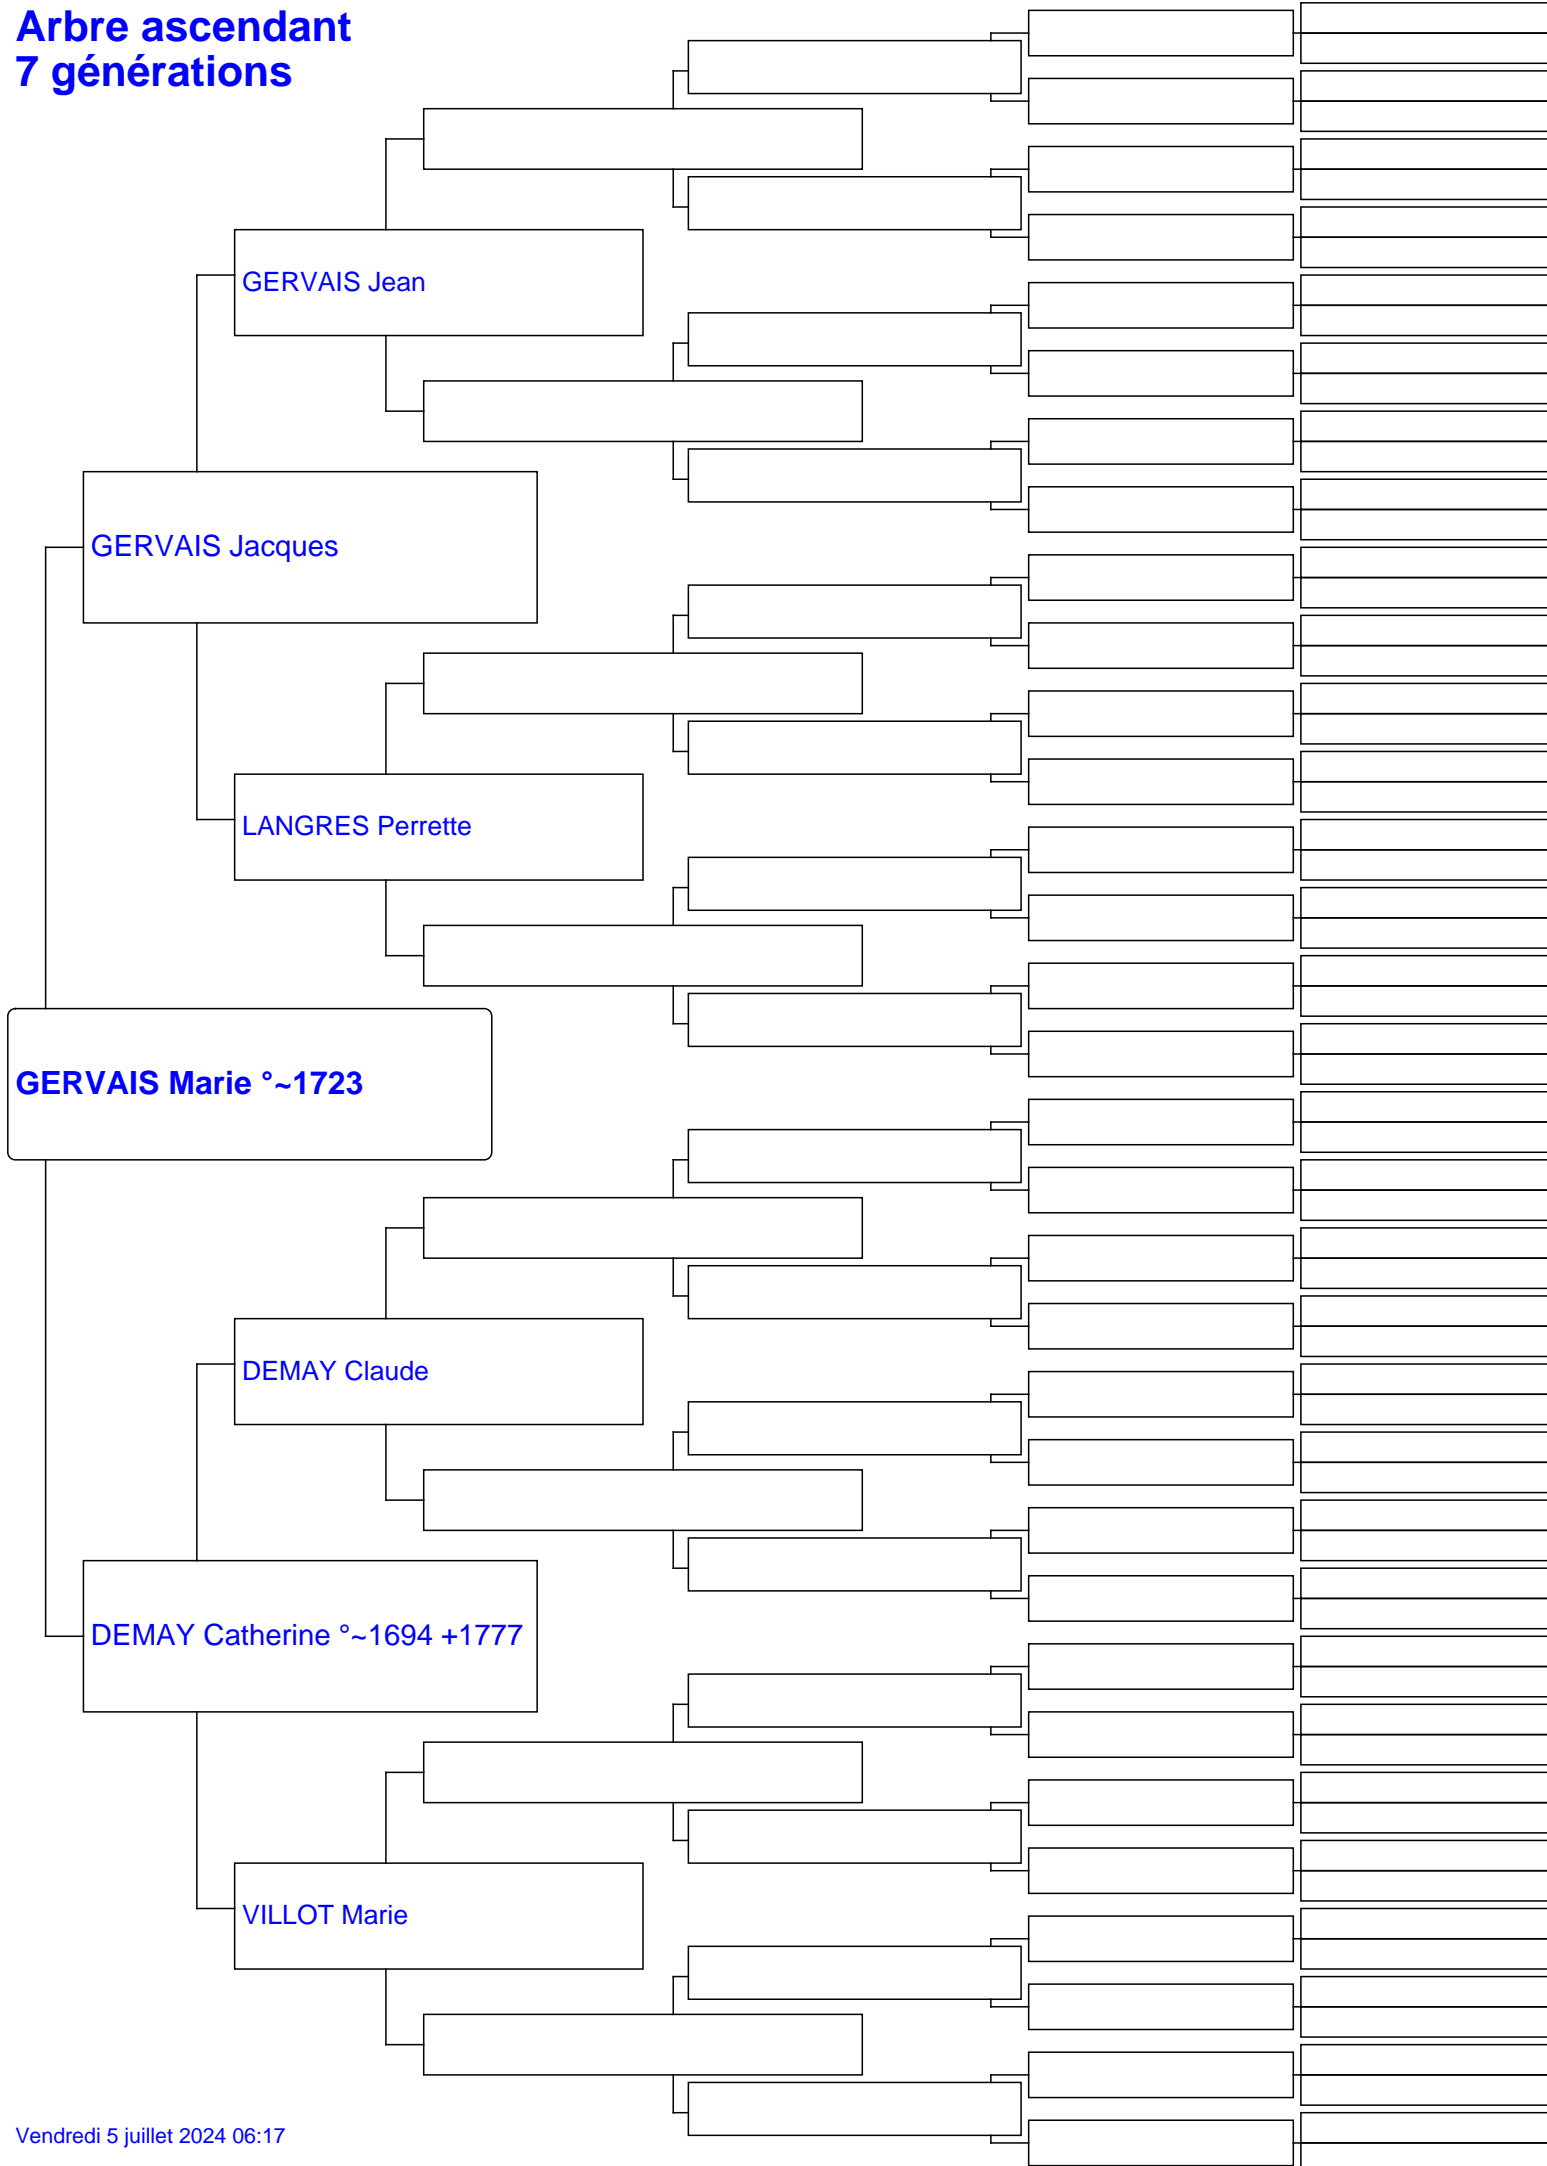 Arbre ascendant
7 générations
GERVAIS Jean
GERVAIS Jacques
LANGRES Perrette
GERVAIS Marie °~1723
DEMAY Claude
DEMAY Catherine °~1694 +1777
VILLOT Marie
Vendredi 5 juillet 2024 06:17